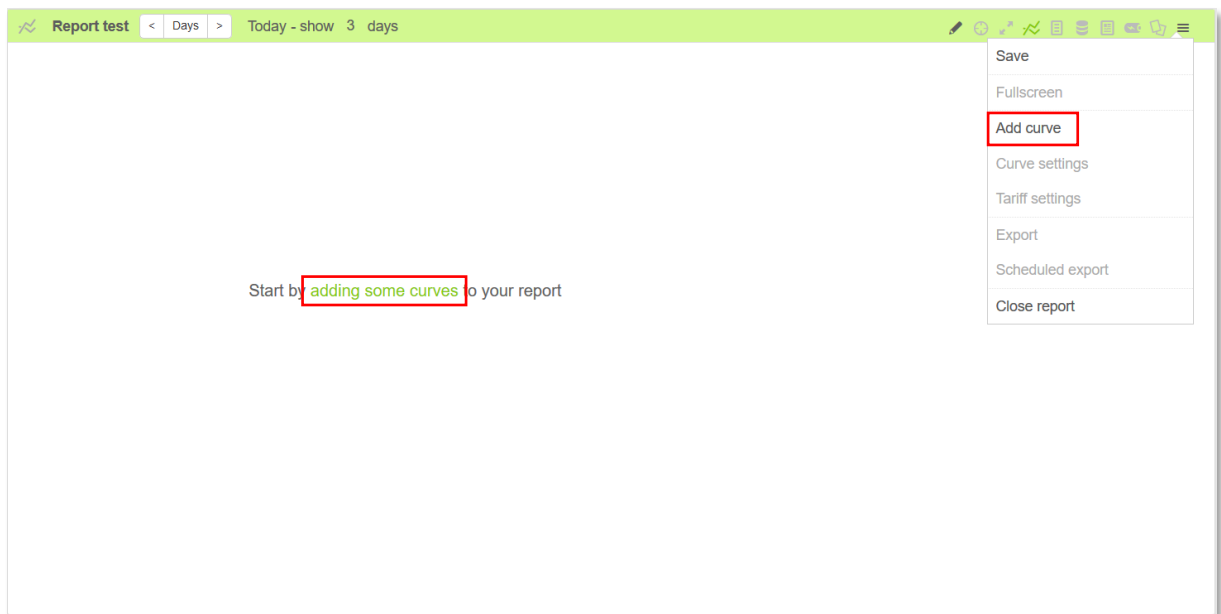 Report test < Days > Today - show 3 days
Save
Fullscreen
Add curve
Curve settings
Tariff settings
Export
Scheduled export
Close report
Start by adding some curves to your report